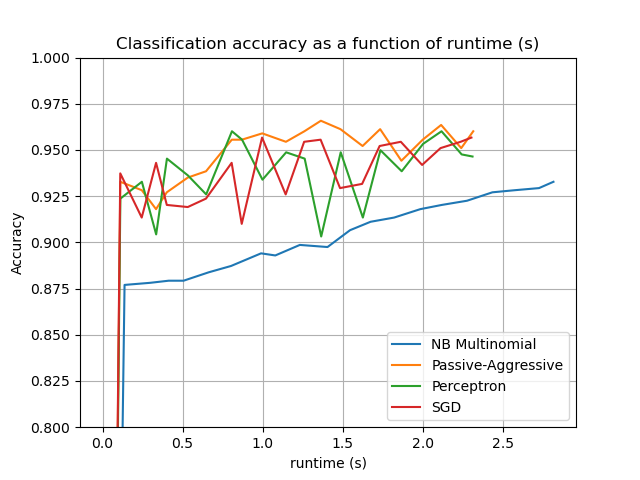 Classification accuracy as a function of runtime (s)
1.000
0.975
0.950
0.925
0.900
0.875
0.850
0.825
0.800
Accuracy
NB Multinomial
Passive-Aggressive
Perceptron
SGD
0.0 0.5 1.0 1.5 2.0 2.5
runtime (s)